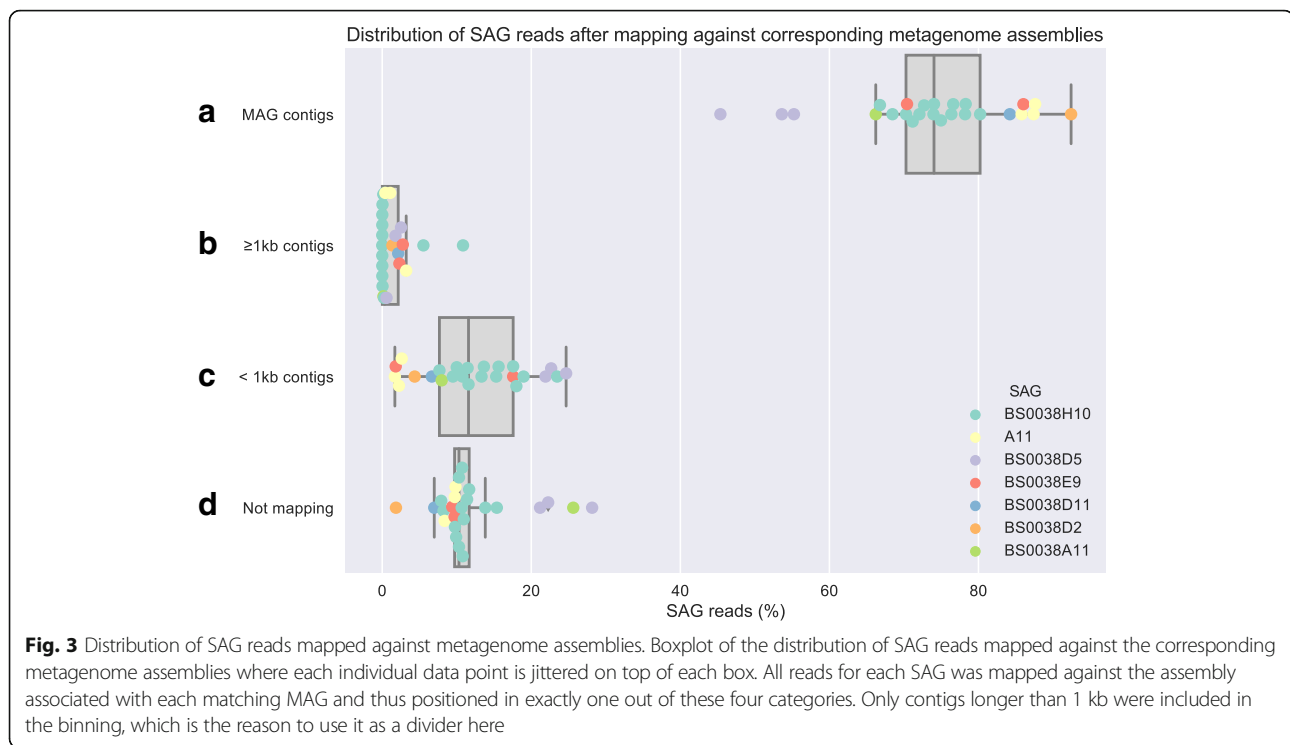 Distribution of SAG reads after mapping against corresponding metagenome assemblies
a MAG contigs
b ≥1kb contigs
c < 1kb contigs
d Not mapping
SAG
BS0038H10
A11
BS0038D5
BS0038E9
BS0038D11
BS0038D2
BS0038A11
0 20 40 60 80
SAG reads (%)
Fig. 3 Distribution of SAG reads mapped against metagenome assemblies. Boxplot of the distribution of SAG reads mapped against the corresponding
metagenome assemblies where each individual data point is jittered on top of each box. All reads for each SAG was mapped against the assembly
associated with each matching MAG and thus positioned in exactly one out of these four categories. Only contigs longer than 1 kb were included in
the binning, which is the reason to use it as a divider here